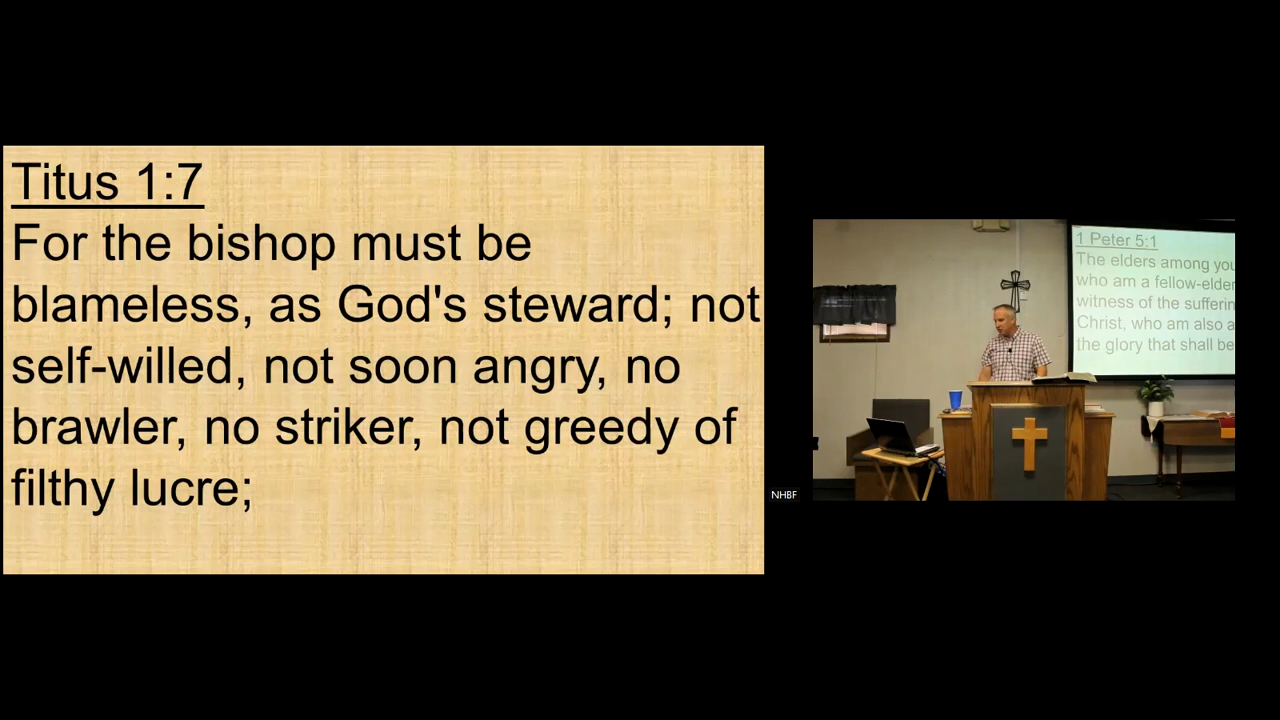 Titus 1:7
For the bishop must be
blameless, as God's steward; not
self-willed, not soon angry, no
brawler, no striker, not greedy of
filthy lucre;
NHBF
1 Peter 5:1
The elders among you
who am a fellow-elder
witness of the sufferin
Christ, who am also a
the glory that shall be